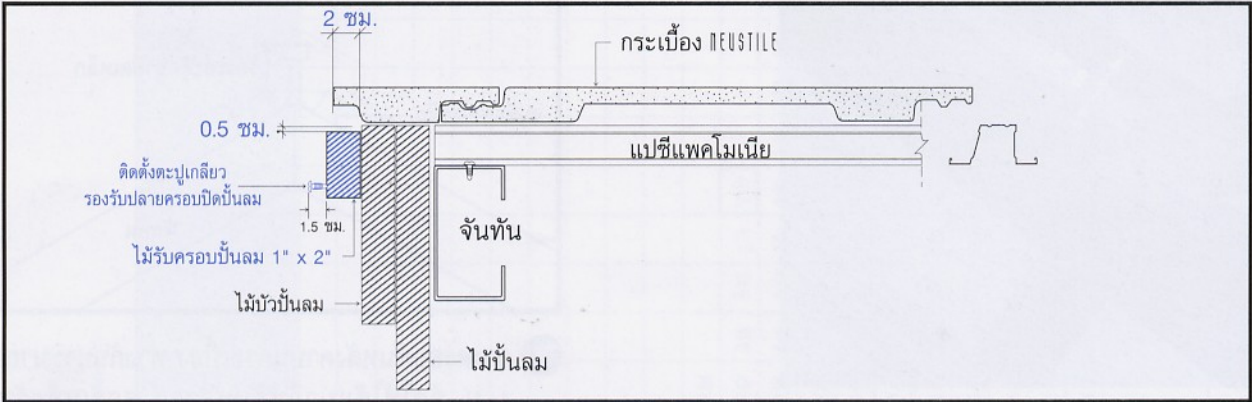 2 ซม.
กระเบื้อง NEUSTILE
0.5 ซม.
แปซีแพคโมเนีย
ติดตั้งตะปูเกลียว
รองรับปลายครอบปิดปั้นลม
1.5 ซม.
จันทัน
ไม้รับครอบปั้นลม 1" x 2"
ไม้บัวปั้นลม
ไม้ปั้นลม